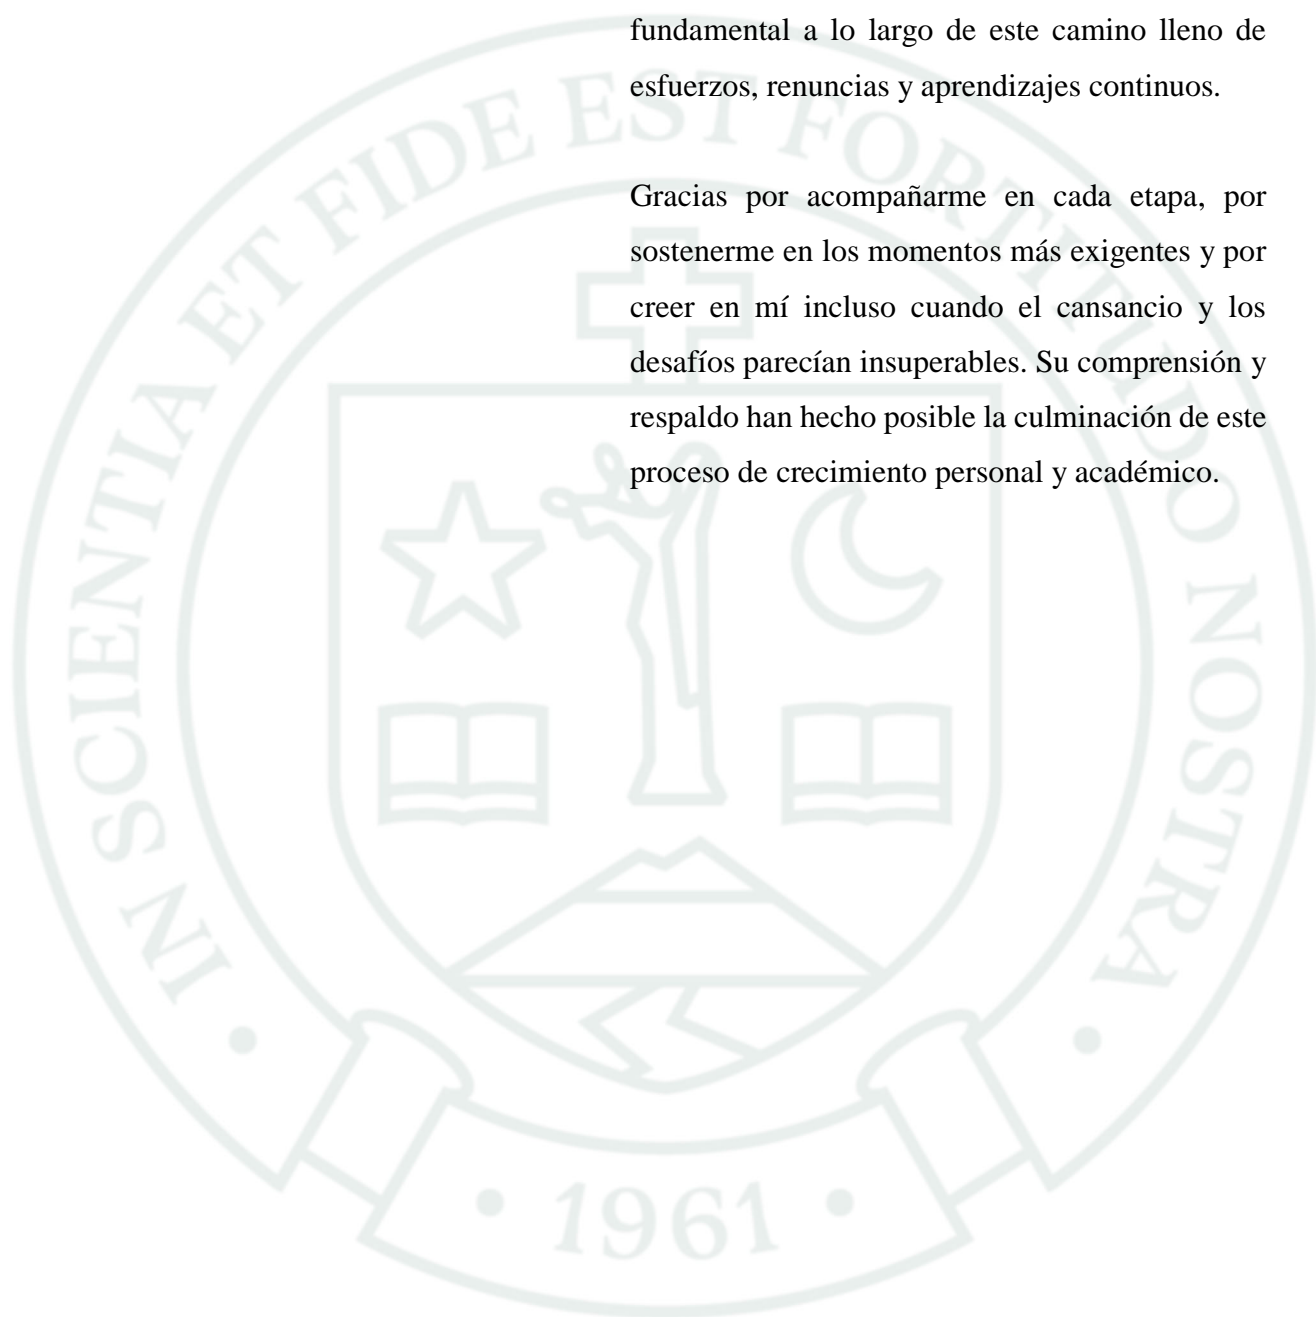 fundamental a lo largo de este camino lleno de
esfuerzos, renuncias y aprendizajes continuos.
Gracias por acompañarme en cada etapa, por
sostenerme en los momentos más exigentes y por
creer en mí incluso cuando el cansancio y los
desafíos parecían insuperables. Su comprensión y
respaldo han hecho posible la culminación de este
proceso de crecimiento personal y académico.
IN SCIENTIA ET FIDE EST FORTITUDO NOSTRA
• 1961 •